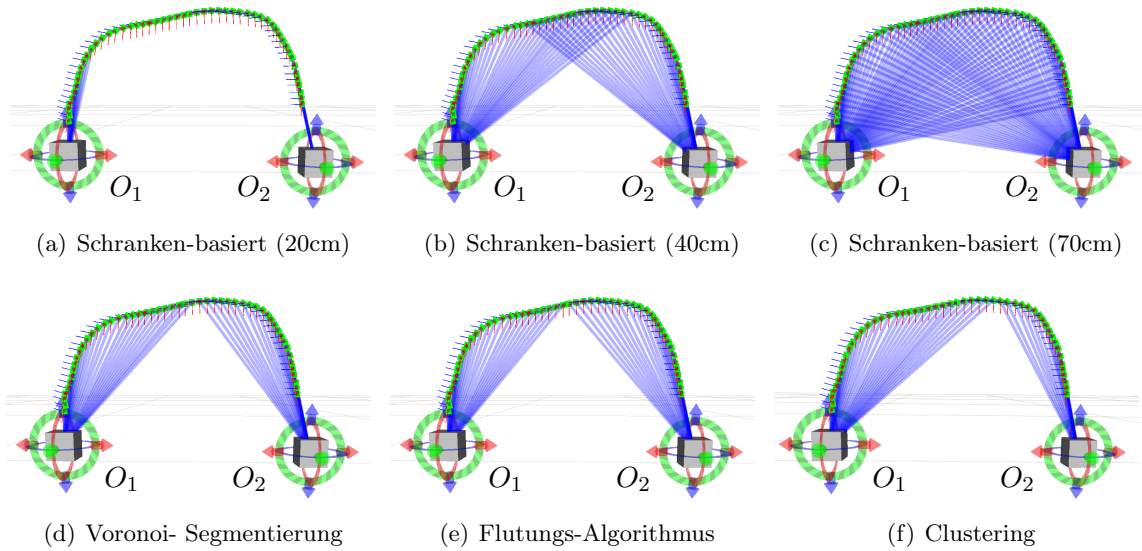 O₁ O₂ O₁ O₂ O₁ O₂
(a) Schranken-basiert (20cm) (b) Schranken-basiert (40cm) (c) Schranken-basiert (70cm)
O₁ O₂ O₁ O₂ O₁ O₂
(d) Voronoi- Segmentierung (e) Flutungs-Algorithmus (f) Clustering